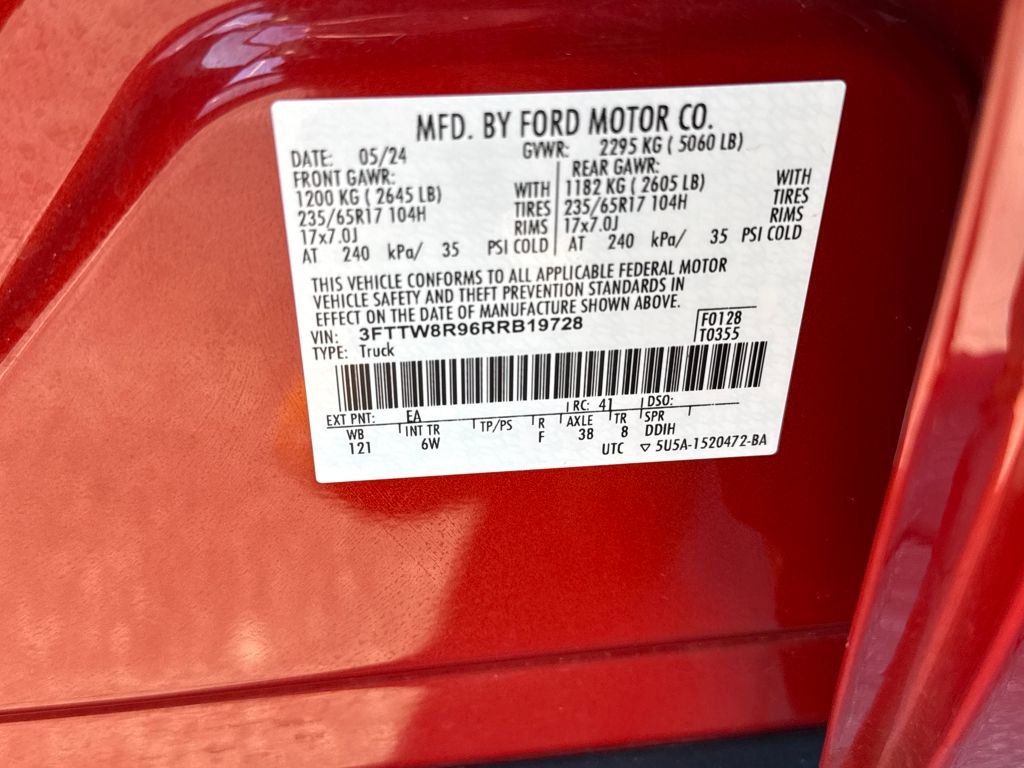 MFD. BY FORD MOTOR CO.
DATE: 05/24 GVWR: 2295 KG ( 5060 LB)
FRONT GAWR: REAR GAWR:
1200 KG ( 2645 LB) WITH 1182 KG ( 2605 LB) WITH
235/65R17 104H TIRES 235/65R17 104H TIRES
17x7.0J RIMS 17x7.0J RIMS
AT 240 kPa/ 35 PSI COLD AT 240 kPa/ 35 PSI COLD
THIS VEHICLE CONFORMS TO ALL APPLICABLE FEDERAL MOTOR
VEHICLE SAFETY AND THEFT PREVENTION STANDARDS IN
EFFECT ON THE DATE OF MANUFACTURE SHOWN ABOVE.
VIN: 3FTTW8R96RRB19728 F0128
TYPE: Truck T0355
EXT PNT: EA RC: 41 DSO:
WB INT TR TP/PS R AXLE TR SPR
121 6W F 38 8 DDIH
UTC ▽ 5U5A-1520472-BA